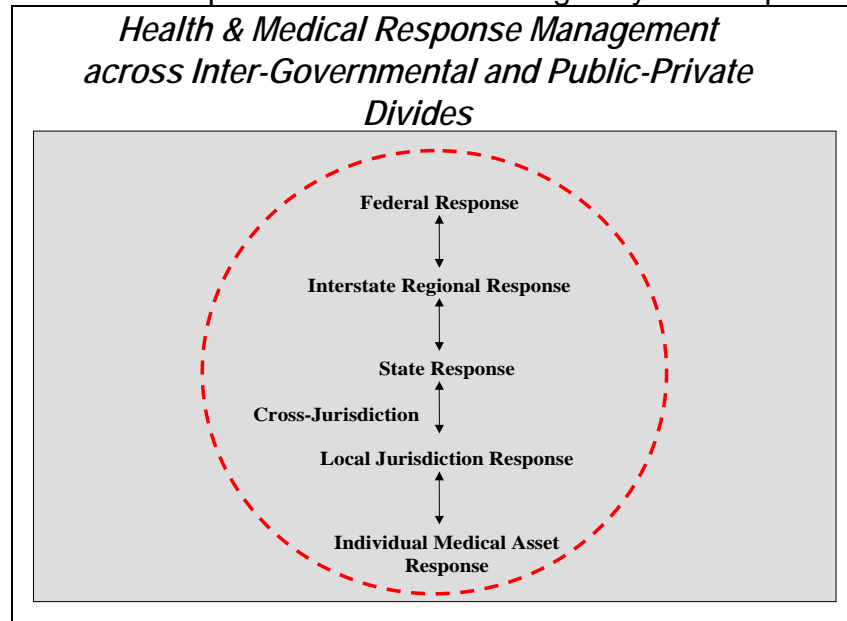 Health & Medical Response Management
across Inter-Governmental and Public-Private
Divides
Federal Response
Interstate Regional Response
State Response
Cross-Jurisdiction
Local Jurisdiction Response
Individual Medical Asset
Response